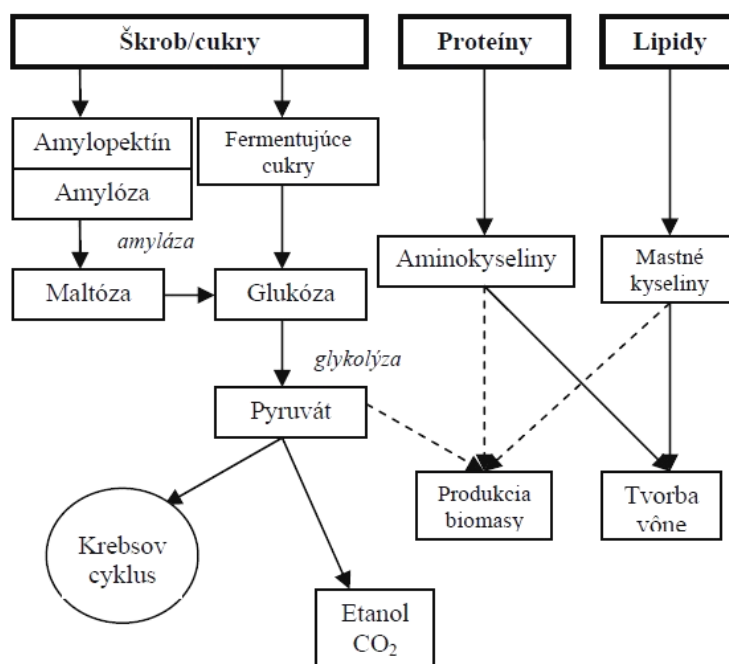 Škrob/cukry
Proteíny
Lipidy
Amylopektín
Amylóza
Fermentujúce
cukry
amyláza
Maltóza
Glukóza
Aminokyseliny
Mastné
kyseliny
glykolýza
Pyruvát
Produkcia
biomasy
Tvorba
vône
Krebsov
cyklus
Etanol
CO₂